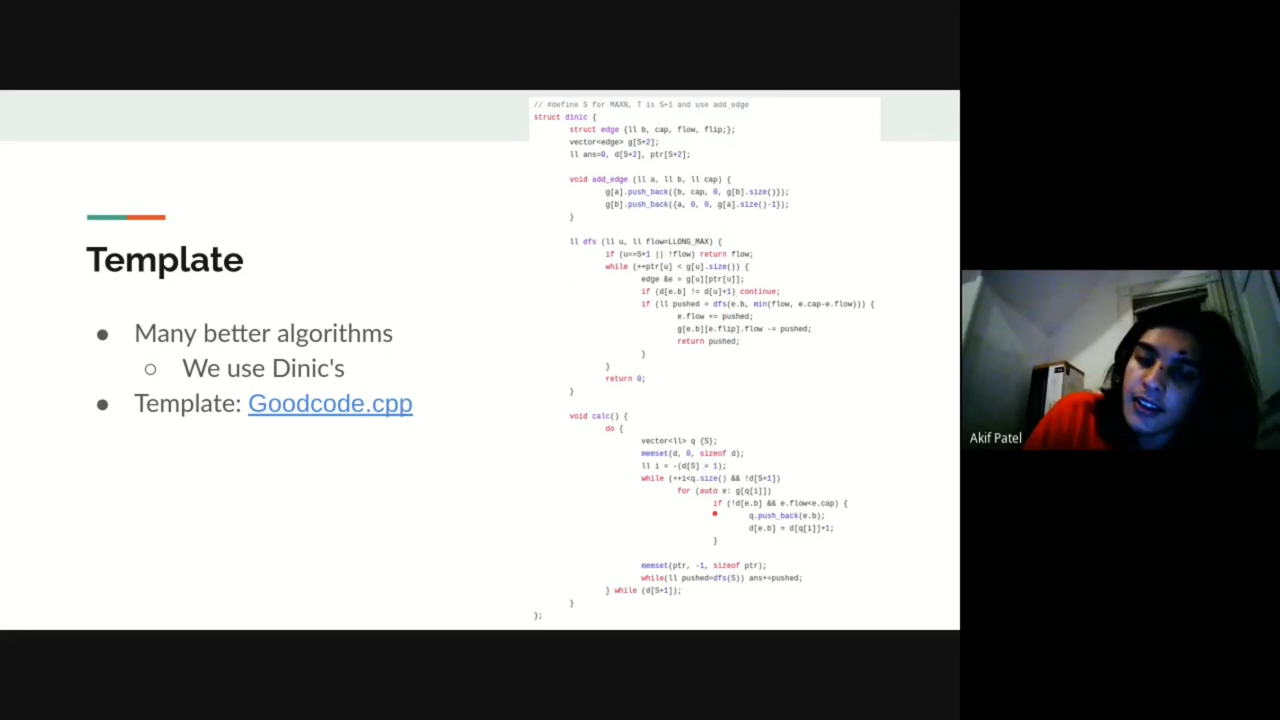 Template
● Many better algorithms
○ We use Dinic's
● Template: Goodcode.cpp
// #define S for MAXN, T is S+1 and use add_edge
struct dinic {
struct edge {ll b, cap, flow, flip;};
vector<edge> g[S+2];
ll ans=0, d[S+2], ptr[S+2];
void add_edge (ll a, ll b, ll cap) {
g[a].push_back({b, cap, 0, g[b].size()});
g[b].push_back({a, 0, 0, g[a].size()-1});
}
ll dfs (ll u, ll flow=LLONG_MAX) {
if (u==S+1 || !flow) return flow;
while (++ptr[u] < g[u].size()) {
edge &e = g[u][ptr[u]];
if (d[e.b] != d[u]+1) continue;
if (ll pushed = dfs(e.b, min(flow, e.cap-e.flow))) {
e.flow += pushed;
g[e.b][e.flip].flow -= pushed;
return pushed;
}
}
return 0;
}
void calc() {
do {
vector<ll> q {S};
memset(d, 0, sizeof d);
ll i = -(d[S] = 1);
while (++i<q.size() && !d[S+1])
for (auto e: g[q[i]])
if (!d[e.b] && e.flow<e.cap) {
q.push_back(e.b);
d[e.b] = d[q[i]]+1;
}
memset(ptr, -1, sizeof ptr);
while(ll pushed=dfs(S)) ans+=pushed;
} while (d[S+1]);
}
};
Akif Patel